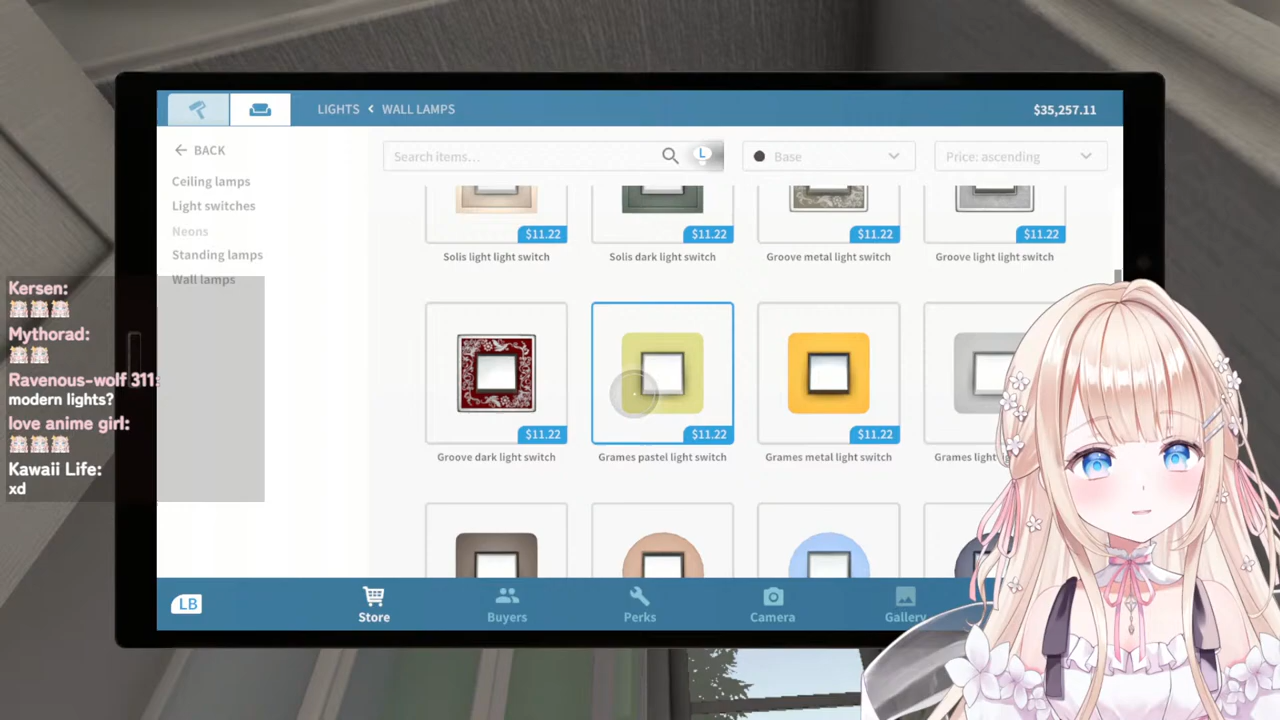 LIGHTS < WALL LAMPS
$35,257.11
BACK
Search items...
L
Base
Price: ascending
Ceiling lamps
Light switches
Neons
Standing lamps
Wall lamps
$11.22
$11.22
$11.22
$11.22
Solis light light switch
Solis dark light switch
Groove metal light switch
Groove light light switch
Kersen:
Mythorad:
Ravenous-wolf 311:
modern lights?
love anime girl:
Kawaii Life:
xd
$11.22
$11.22
$11.22
Groove dark light switch
Grames pastel light switch
Grames metal light switch
Grames light
LB
Store
Buyers
Perks
Camera
Gallery